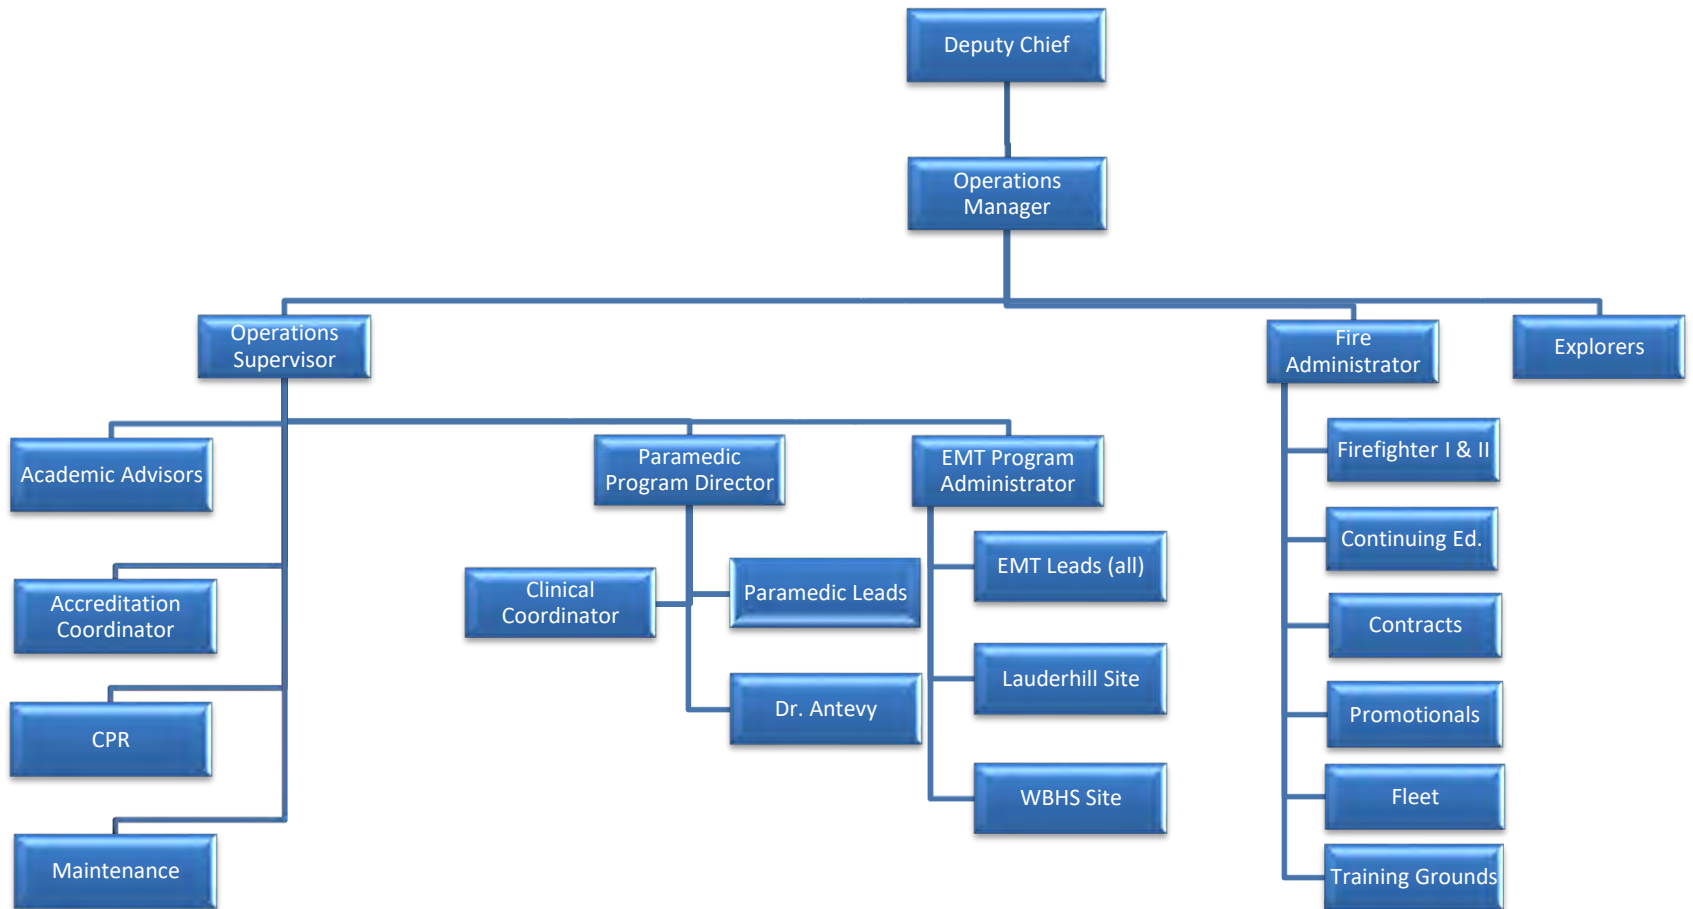 Deputy Chief
Operations
Manager
Operations
Supervisor
Fire
Administrator
Explorers
Academic Advisors
Paramedic
Program Director
EMT Program
Administrator
Firefighter I & II
Continuing Ed.
EMT Leads (all)
Clinical
Coordinator
Paramedic Leads
Accreditation
Coordinator
Contracts
Lauderhill Site
Dr. Antevy
Promotionals
CPR
WBHS Site
Fleet
Maintenance
Training Grounds